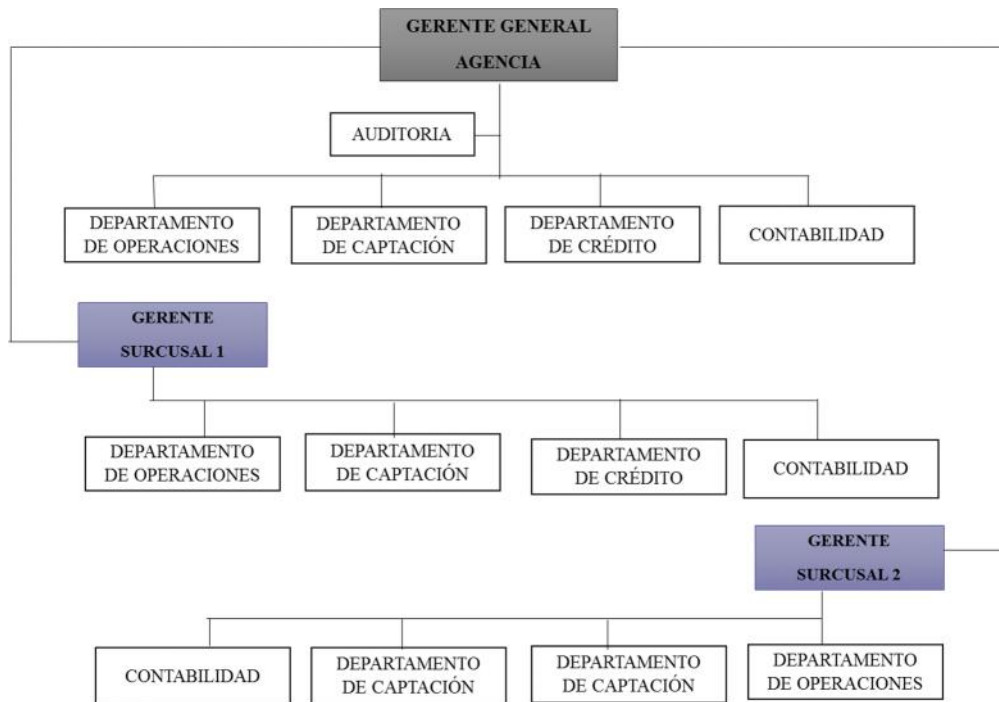 GERENTE GENERAL
AGENCIA
AUDITORIA
DEPARTAMENTO
DE OPERACIONES
DEPARTAMENTO
DE CAPTACIÓN
DEPARTAMENTO
DE CRÉDITO
CONTABILIDAD
GERENTE
SURCUSAL 1
DEPARTAMENTO
DE OPERACIONES
DEPARTAMENTO
DE CAPTACIÓN
DEPARTAMENTO
DE CRÉDITO
CONTABILIDAD
GERENTE
SURCUSAL 2
CONTABILIDAD
DEPARTAMENTO
DE CAPTACIÓN
DEPARTAMENTO
DE CAPTACIÓN
DEPARTAMENTO
DE OPERACIONES